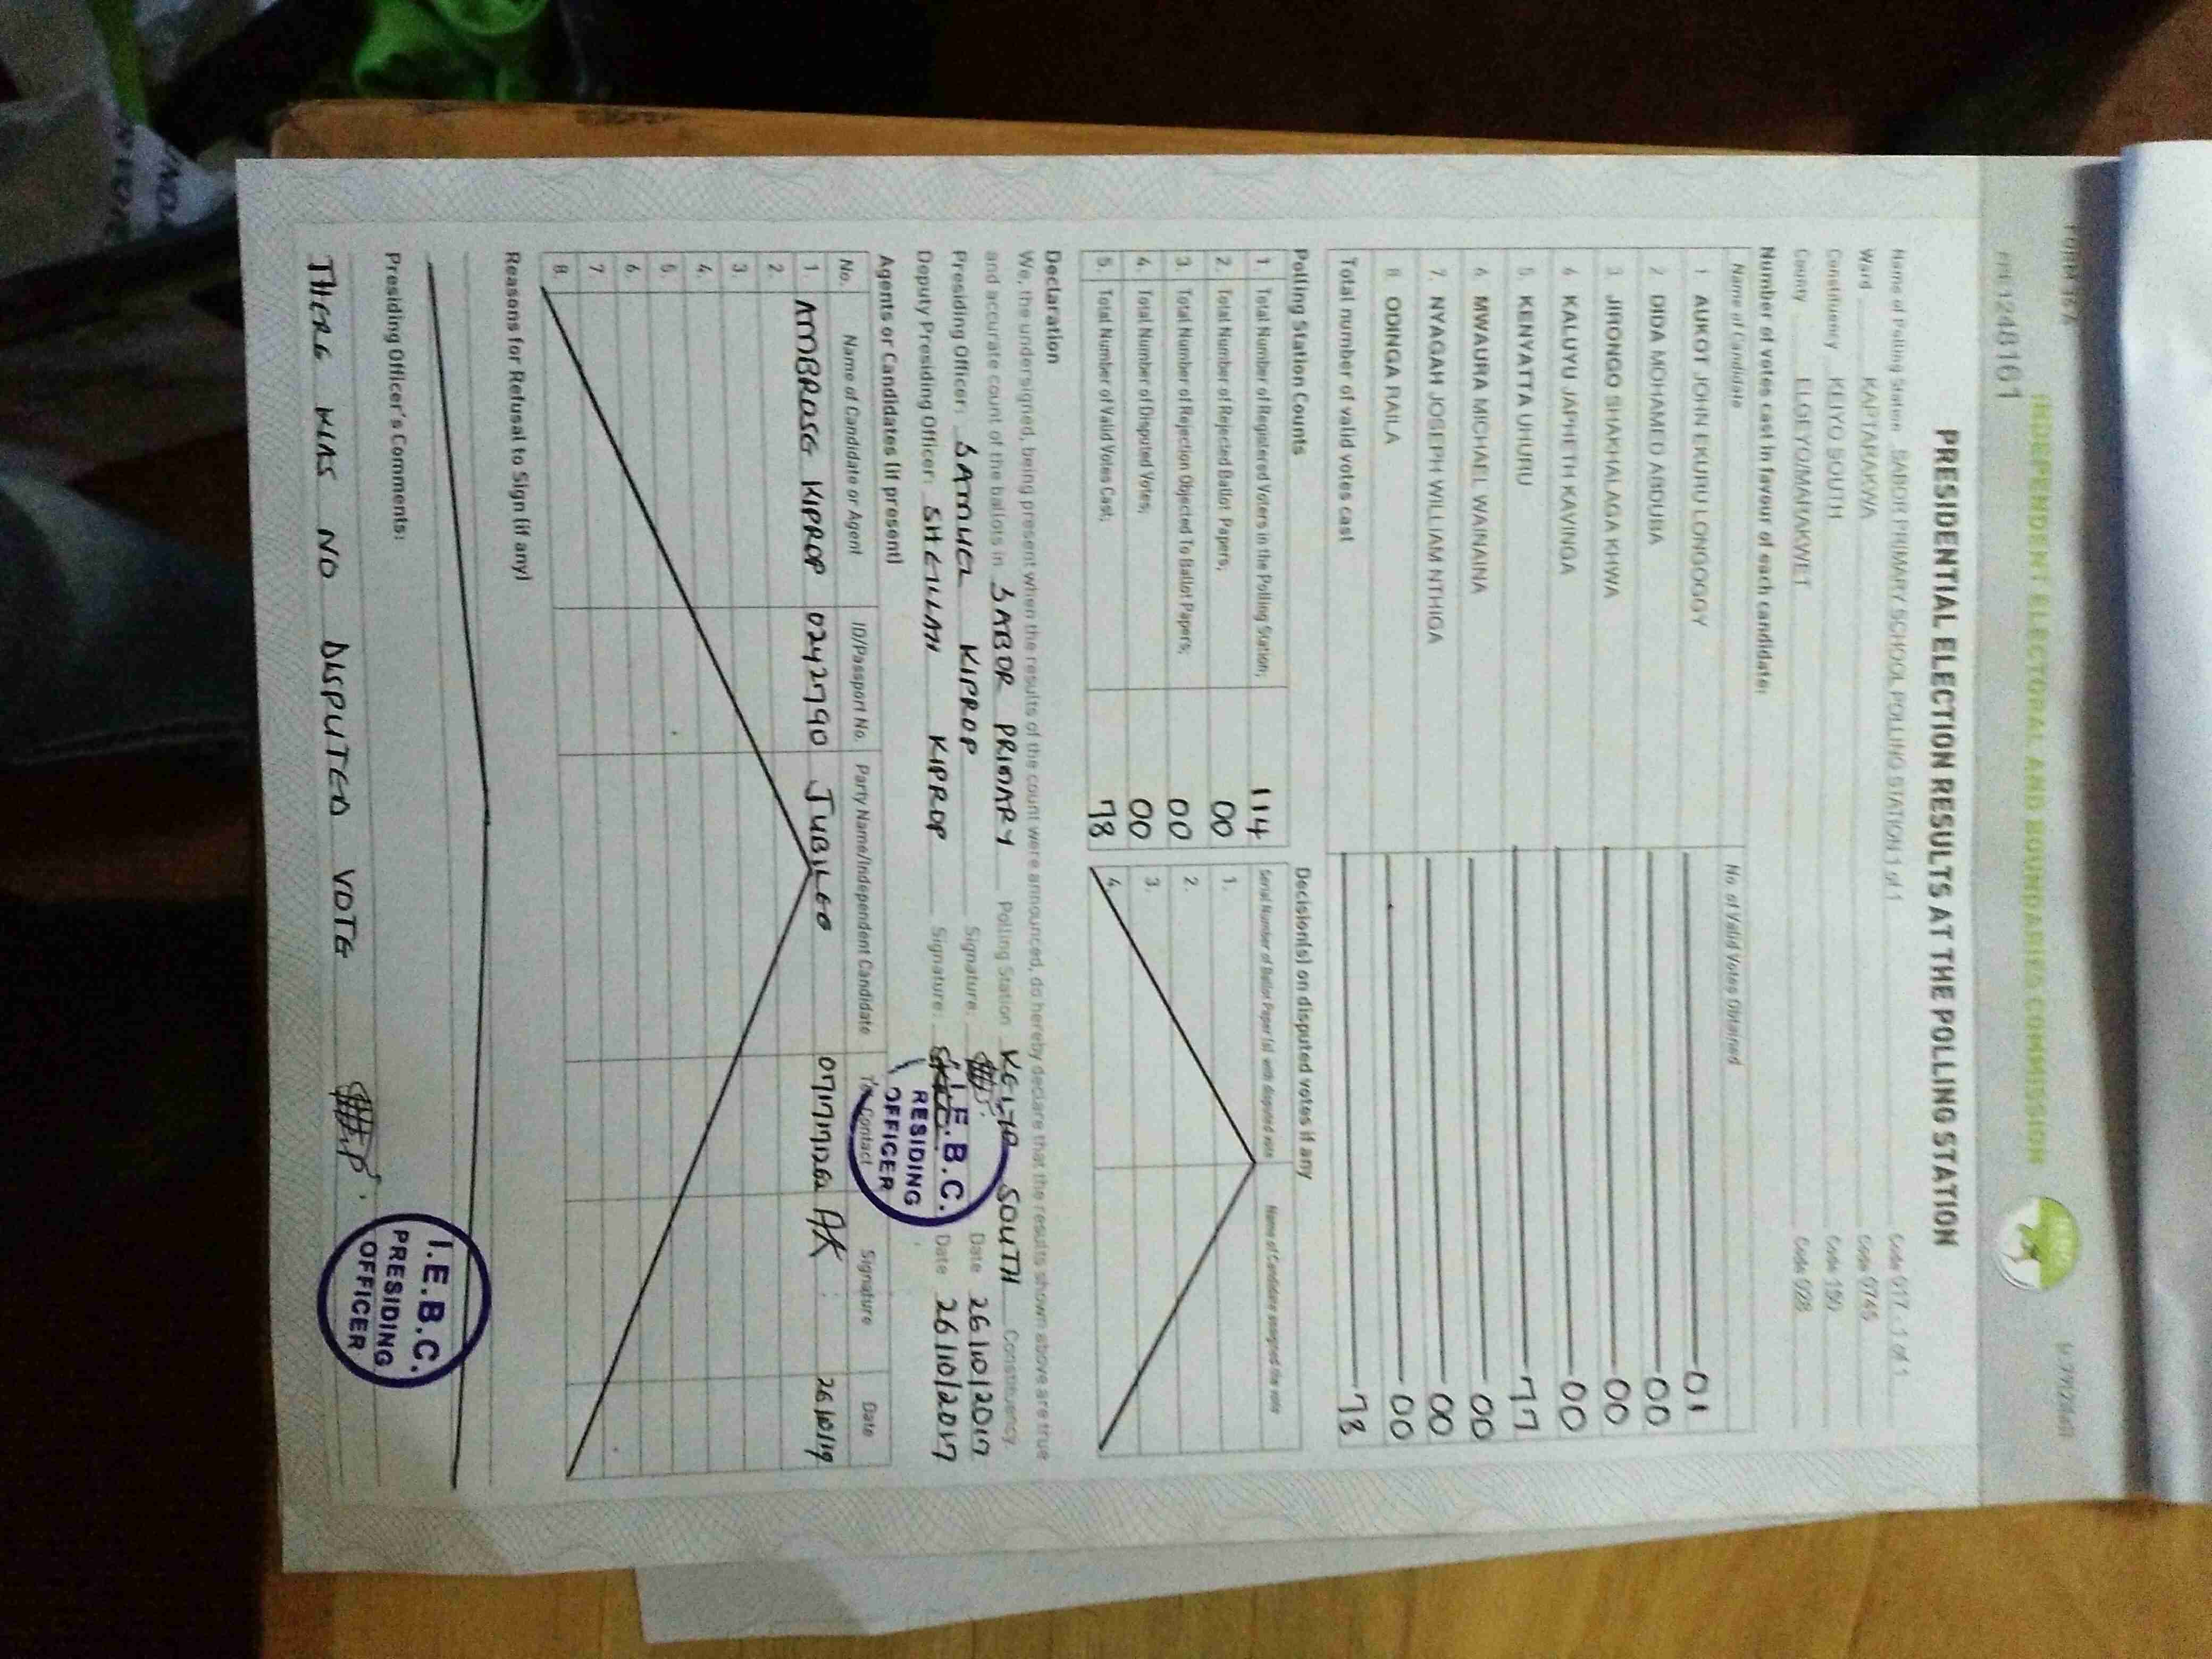 FORM 34A
INDEPENDENT ELECTORAL AND BOUNDARIES COMMISSION
PRESIDENTIAL ELECTION RESULTS AT THE POLLING STATION
Name of Polling Station SABOR PRIMARY SCHOOL POLLING STATION 1 of 1 Code 017 - 1 of 1
Ward KAPTARAKWA Code 0745
Constituency KEIYO SOUTH Code 150
County ELGEYO/MARAKWET Code 028
Number of votes cast in favour of each candidate:
Name of Candidate No. of Valid Votes Obtained
1 AUKOT JOHN EKURU LONGOGGY 01
2 DIDA MOHAMED ABDUBA 00
3 JIRONGO SHAKHALAGA KHWA 00
4 KALUYU JAPHETH KAVINGA 00
5. KENYATTA UHURU 77
6 MWAURA MICHAEL WAINAINA 00
7. NYAGAH JOSEPH WILLIAM NTHIGA 00
8 ODINGA RAILA 00
Total number of valid votes cast 78
Polling Station Counts
1. Total Number of Registered Voters in the Polling Station; 114
2. Total Number of Rejected Ballot Papers; 00
3. Total Number of Rejection Objected To Ballot Papers; 00
4. Total Number of Disputed Votes; 00
5. Total Number of Valid Votes Cast; 78
Decision(s) on disputed votes if any
Serial Number of Ballot Paper (s) with disputed vote Name of Candidate assigned the vote
1.
2.
3.
4.
Declaration
We, the undersigned, being present when the results of the count were announced, do hereby declare that the results shown above are true
and accurate count of the ballots in SABOR PRIMARY Polling Station KEIYO SOUTH Constituency.
Presiding Officer: SAMUEL KIPROP Signature: Date 26/10/2017
Deputy Presiding Officer: SHEILLAH KIPROP Signature: Date 26/10/2017
I.E.B.C.
RESIDING
OFFICER
Agents or Candidates (if present)
No. Name of Candidate or Agent ID/Passport No. Party Name/Independent Candidate Tel Contact Signature Date
1. AMBROSE KIPROP 02427790 JUBILEE AK
2.
3.
4.
5.
6.
7.
8.
Reasons for Refusal to Sign (if any)
Presiding Officer's Comments:
THERE WAS NO DISPUTED VOTE
I.E.B.C.
PRESIDING
OFFICER